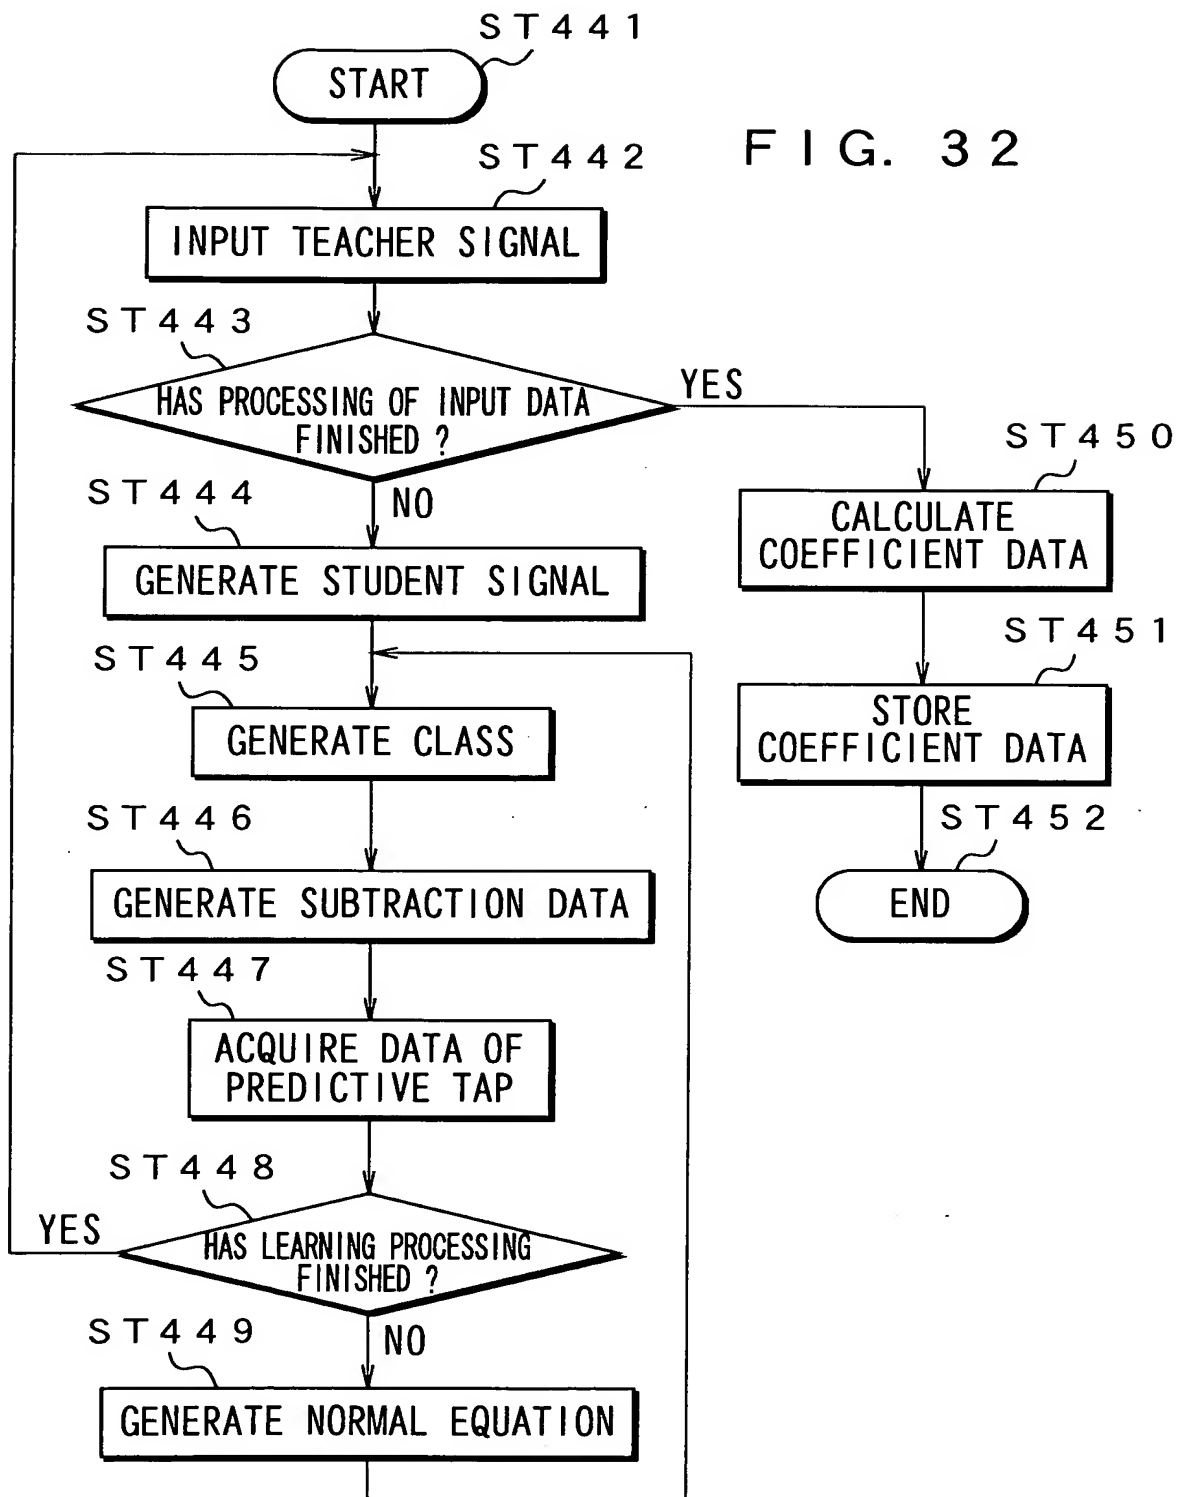 ST441
START
FIG. 32
ST442
INPUT TEACHER SIGNAL
ST443
HAS PROCESSING OF INPUT DATA
FINISHED ?
YES
NO
ST444
GENERATE STUDENT SIGNAL
ST445
GENERATE CLASS
ST446
GENERATE SUBTRACTION DATA
ST447
ACQUIRE DATA OF
PREDICTIVE TAP
ST448
YES
HAS LEARNING PROCESSING
FINISHED ?
NO
ST449
GENERATE NORMAL EQUATION
ST450
CALCULATE
COEFFICIENT DATA
ST451
STORE
COEFFICIENT DATA
ST452
END